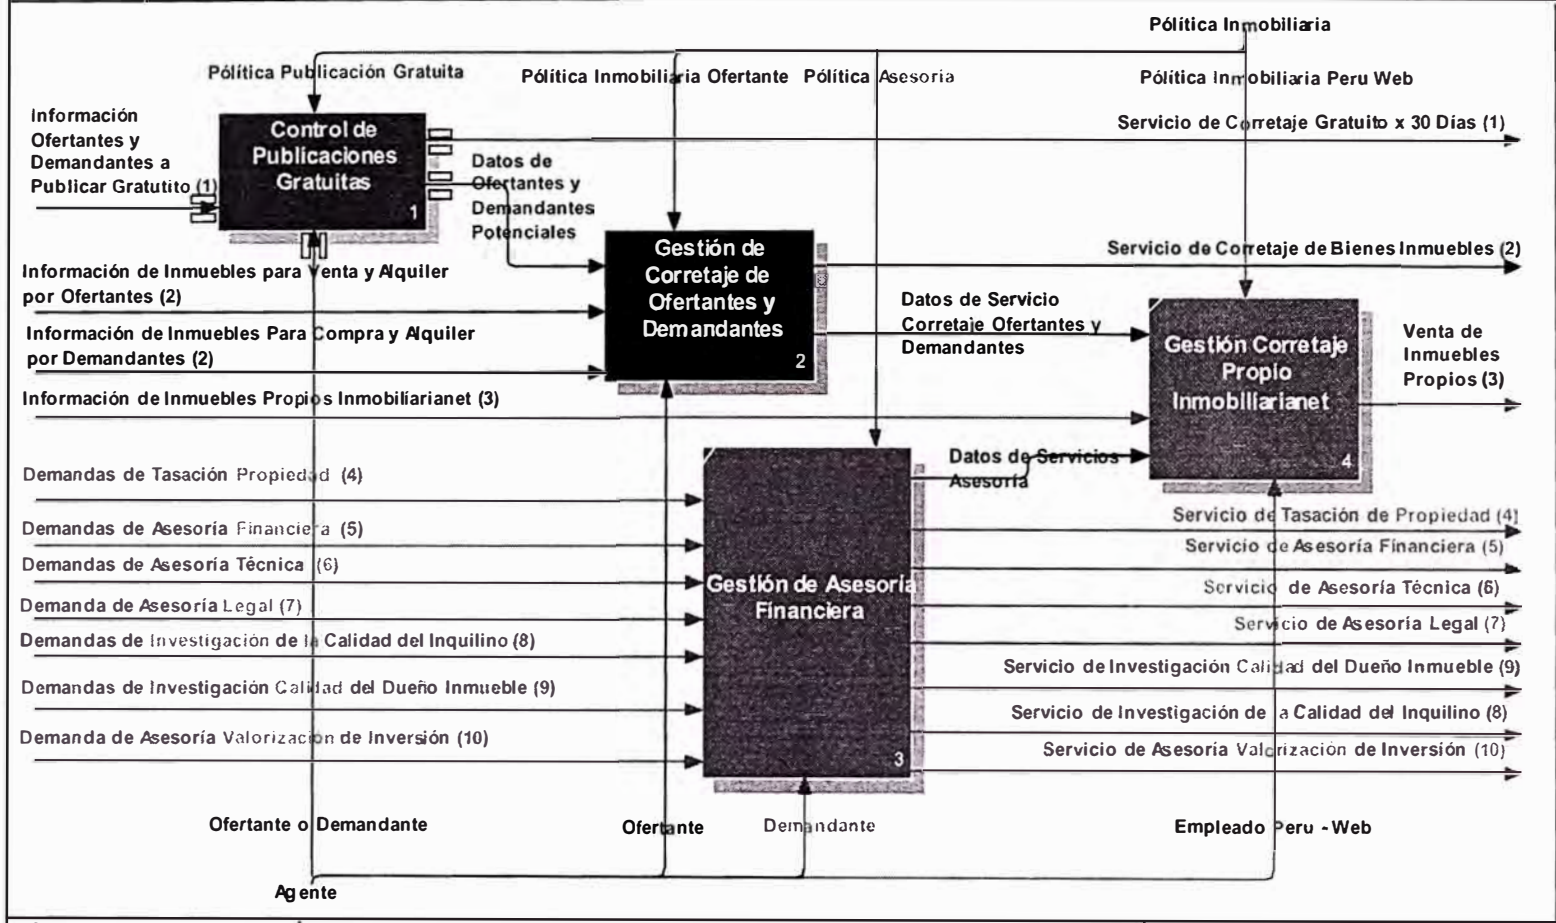 Pólítica Inmobiliaria
Pólítica Publicación Gratuita
Pólítica Inmobiliaria Ofertante
Pólítica Asesoria
Pólítica Inmobiliaria Peru Web
Información
Ofertantes y
Demandantes a
Publicar Gratutito (1)
Control de
Publicaciones
Gratuitas
1
Servicio de Corretaje Gratuito x 30 Días (1)
Datos de
Ofertantes y
Demandantes
Potenciales
Gestión de
Corretaje de
Ofertantes y
Demandantes
2
Servicio de Corretaje de Bienes Inmuebles (2)
Información de Inmuebles para Venta y Alquiler
por Ofertantes (2)
Información de Inmuebles Para Compra y Alquiler
por Demandantes (2)
Información de Inmuebles Propios Inmobiliarianet (3)
Datos de Servicio
Corretaje Ofertantes y
Demandantes
Gestión Corretaje
Propio
Inmobiliarianet
4
Venta de
Inmuebles
Propios (3)
Datos de Servicios
Asesoría
Demandas de Tasación Propiedad (4)
Demandas de Asesoría Financiera (5)
Demandas de Asesoría Técnica (6)
Demanda de Asesoría Legal (7)
Demandas de Investigación de la Calidad del Inquilino (8)
Demandas de Investigación Calidad del Dueño Inmueble (9)
Demanda de Asesoría Valorización de Inversión (10)
Gestión de Asesoría
Financiera
3
Servicio de Tasación de Propiedad (4)
Servicio de Asesoría Financiera (5)
Servicio de Asesoría Técnica (6)
Servicio de Asesoría Legal (7)
Servicio de Investigación Calidad del Dueño Inmueble (9)
Servicio de Investigación de la Calidad del Inquilino (8)
Servicio de Asesoría Valorización de Inversión (10)
Ofertante o Demandante
Ofertante
Demandante
Empleado Peru - Web
Agente